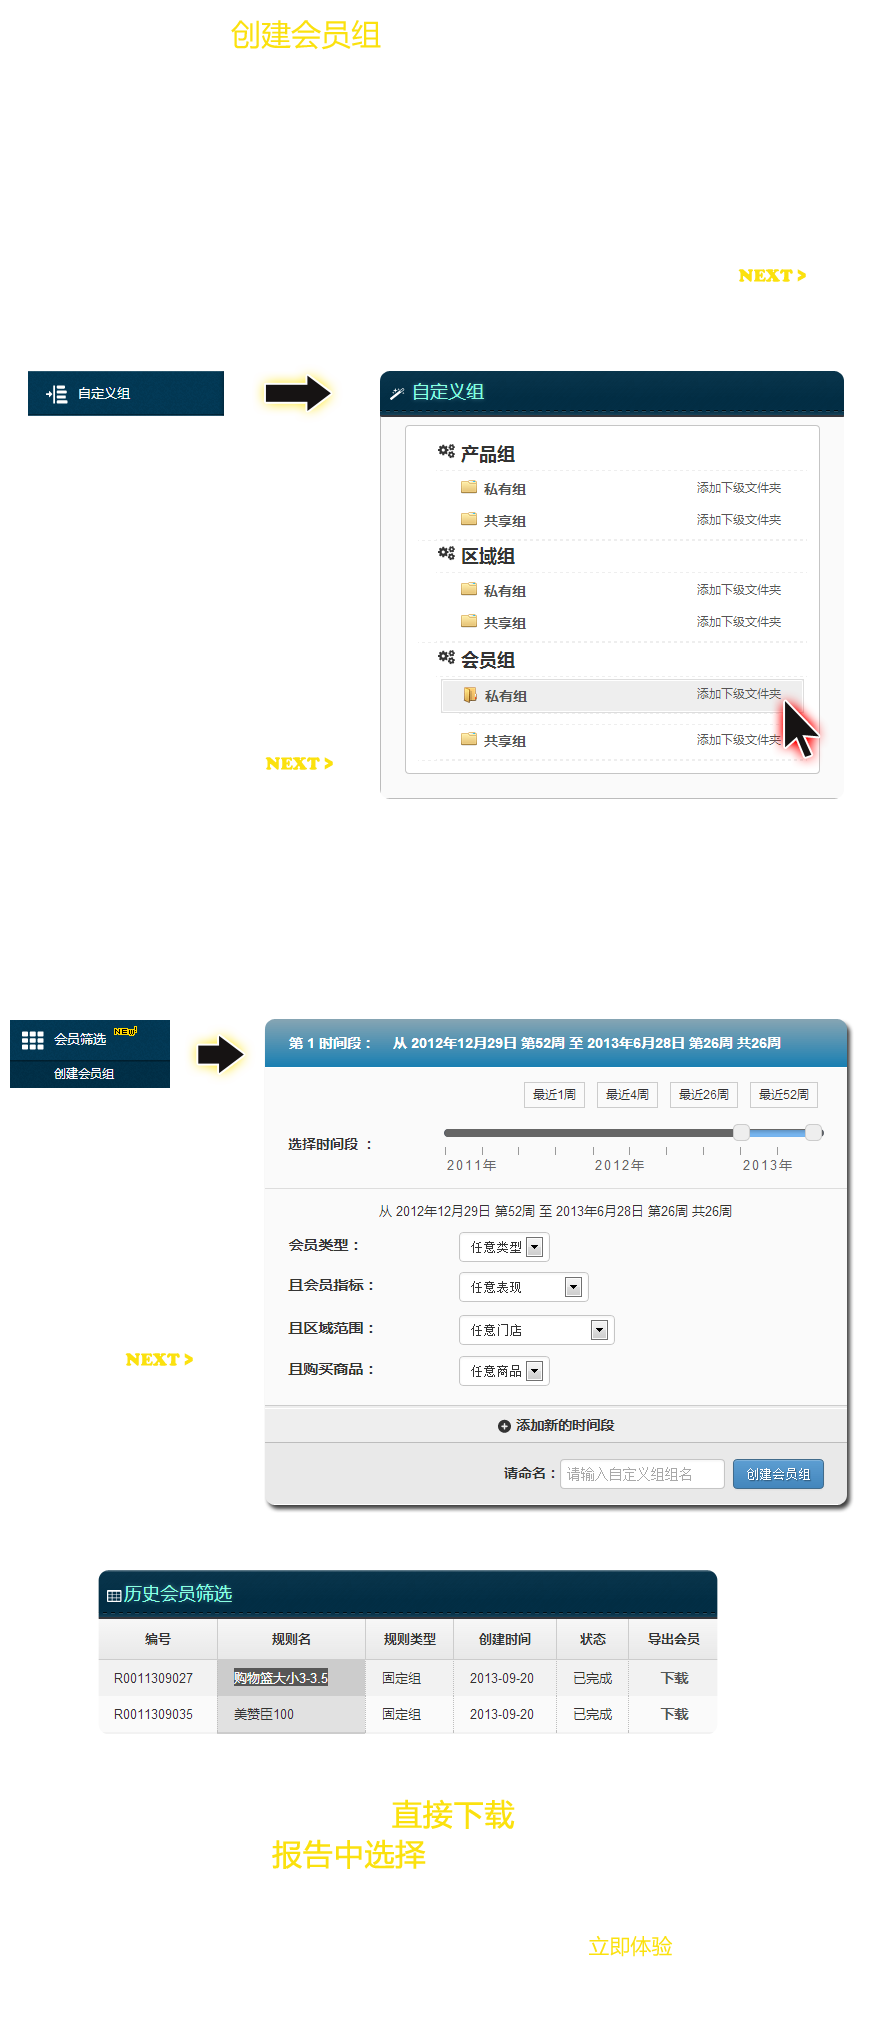 创建会员组
NEXT >
自定义组
自定义组
产品组
私有组 添加下级文件夹
共享组 添加下级文件夹
区域组
私有组 添加下级文件夹
共享组 添加下级文件夹
会员组
私有组 添加下级文件夹
共享组 添加下级文件夹
NEXT >
会员筛选 NEW!
创建会员组
第 1 时间段： 从 2012年12月29日 第52周 至 2013年6月28日 第26周 共26周
最近1周 最近4周 最近26周 最近52周
选择时间段 ：
2011年 2012年 2013年
从 2012年12月29日 第52周 至 2013年6月28日 第26周 共26周
会员类型： 任意类型
且会员指标： 任意表现
且区域范围： 任意门店
且购买商品： 任意商品
NEXT >
添加新的时间段
请命名： 请输入自定义组组名 创建会员组
历史会员筛选
编号 规则名 规则类型 创建时间 状态 导出会员
R0011309027 购物篮大小3-3.5 固定组 2013-09-20 已完成 下载
R0011309035 美赞臣100 固定组 2013-09-20 已完成 下载
直接下载
报告中选择
立即体验